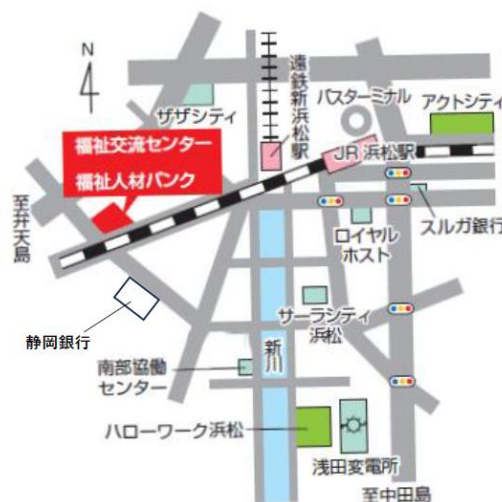 N
ザザシティ
遠鉄新浜松駅
バスターミナル
アクトシティ
福祉交流センター
福祉人材バンク
JR浜松駅
至弁天島
ロイヤル
ホスト
スルガ銀行
静岡銀行
サーラシティ
浜松
新川
南部協働
センター
ハローワーク浜松
浅田変電所
至中田島